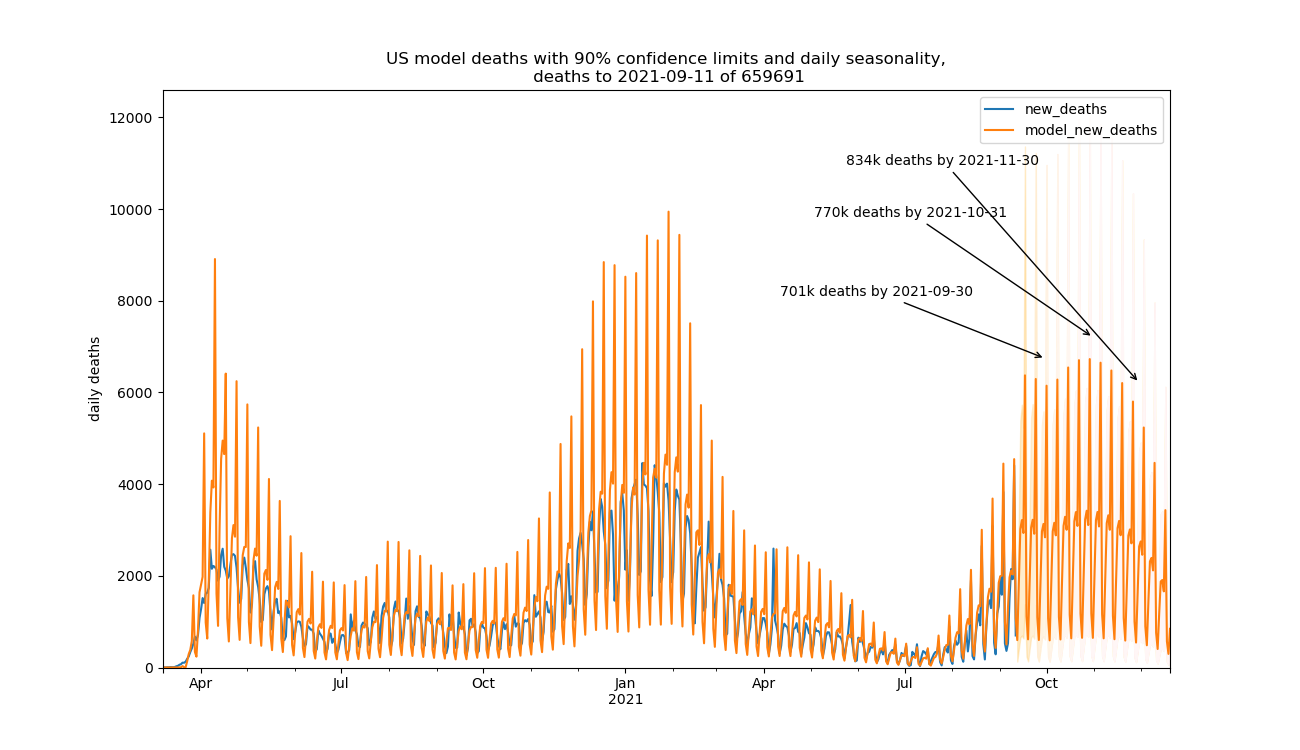 US model deaths with 90% confidence limits and daily seasonality,
deaths to 2021-09-11 of 659691
12000
10000
8000
6000
4000
2000
0
daily deaths
new_deaths
model_new_deaths
834k deaths by 2021-11-30
770k deaths by 2021-10-31
701k deaths by 2021-09-30
Apr
Jul
Oct
Jan
2021
Apr
Jul
Oct